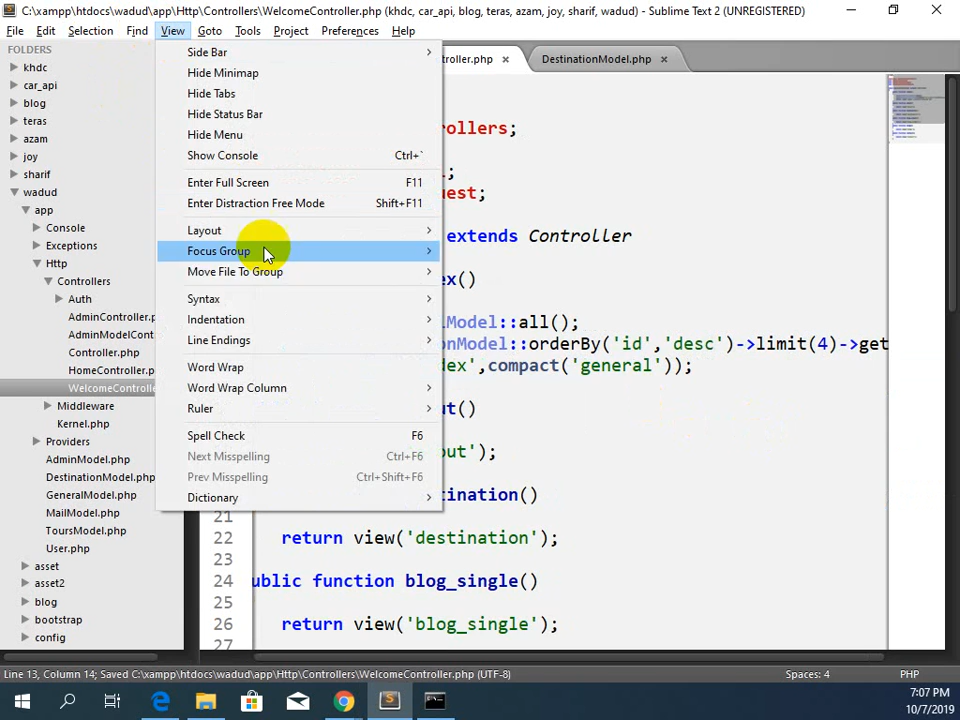 C:\xampp\htdocs\wadud\app\Http\Controllers\WelcomeController.php (khdc, car_api, blog, teras, azam, joy, sharif, wadud) - Sublime Text 2 (UNREGISTERED)
File Edit Selection Find View Goto Tools Project Preferences Help
FOLDERS
khdc
car_api
blog
teras
azam
joy
sharif
wadud
app
Console
Exceptions
Http
Controllers
Auth
AdminController.p
AdminModelCont
Controller.php
HomeController.p
WelcomeControlle
Middleware
Kernel.php
Providers
AdminModel.php
DestinationModel.php
GeneralModel.php
MailModel.php
ToursModel.php
User.php
asset
asset2
blog
bootstrap
config
Side Bar
Hide Minimap
Hide Tabs
Hide Status Bar
Hide Menu
Show Console Ctrl+`
Enter Full Screen F11
Enter Distraction Free Mode Shift+F11
Layout
Focus Group
Move File To Group
Syntax
Indentation
Line Endings
Word Wrap
Word Wrap Column
Ruler
Spell Check F6
Next Misspelling Ctrl+F6
Prev Misspelling Ctrl+Shift+F6
Dictionary
roller.php DestinationModel.php
rollers;
l;
uest;
extends Controller
ex()
lModel::all();
onModel::orderBy('id','desc')->limit(4)->get
dex',compact('general'));
ut()
out');
tination()
21
22 return view('destination');
23
24 ublic function blog_single()
25
26 return view('blog_single');
27
Line 13, Column 14; Saved C:\xampp\htdocs\wadud\app\Http\Controllers\WelcomeController.php (UTF-8) Spaces: 4 PHP
7:07 PM
10/7/2019